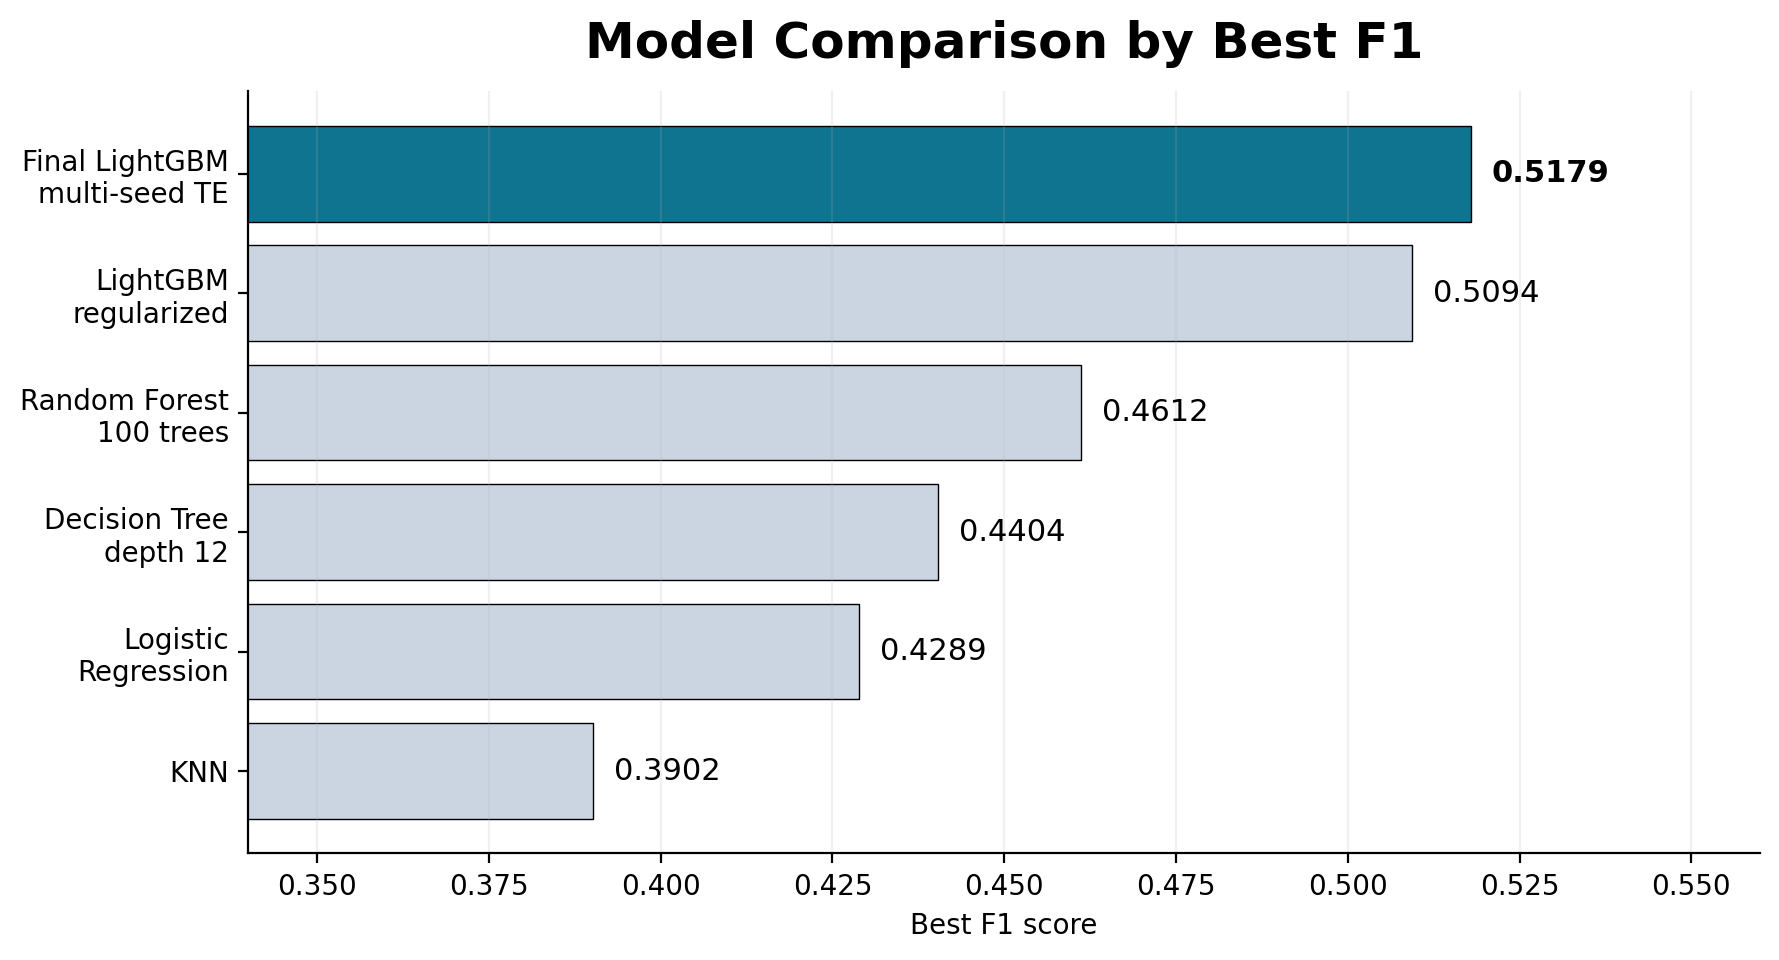 Model Comparison by Best F1
Final LightGBM
multi-seed TE
0.5179
LightGBM
regularized
0.5094
Random Forest
100 trees
0.4612
Decision Tree
depth 12
0.4404
Logistic
Regression
0.4289
KNN
0.3902
0.350 0.375 0.400 0.425 0.450 0.475 0.500 0.525 0.550
Best F1 score